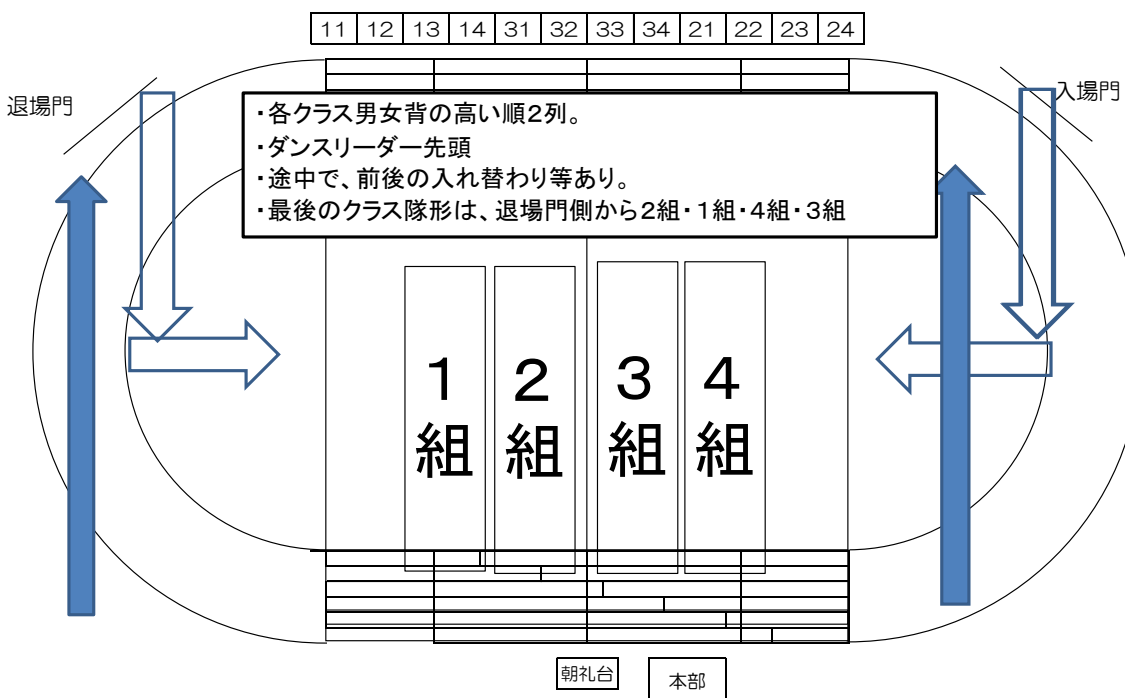 11 12 13 14 31 32 33 34 21 22 23 24
退場門
入場門
・各クラス男女背の高い順２列。
・ダンスリーダー先頭
・途中で、前後の入れ替わり等あり。
・最後のクラス隊形は、退場門側から２組・１組・４組・３組
１組
２組
３組
４組
朝礼台
本部